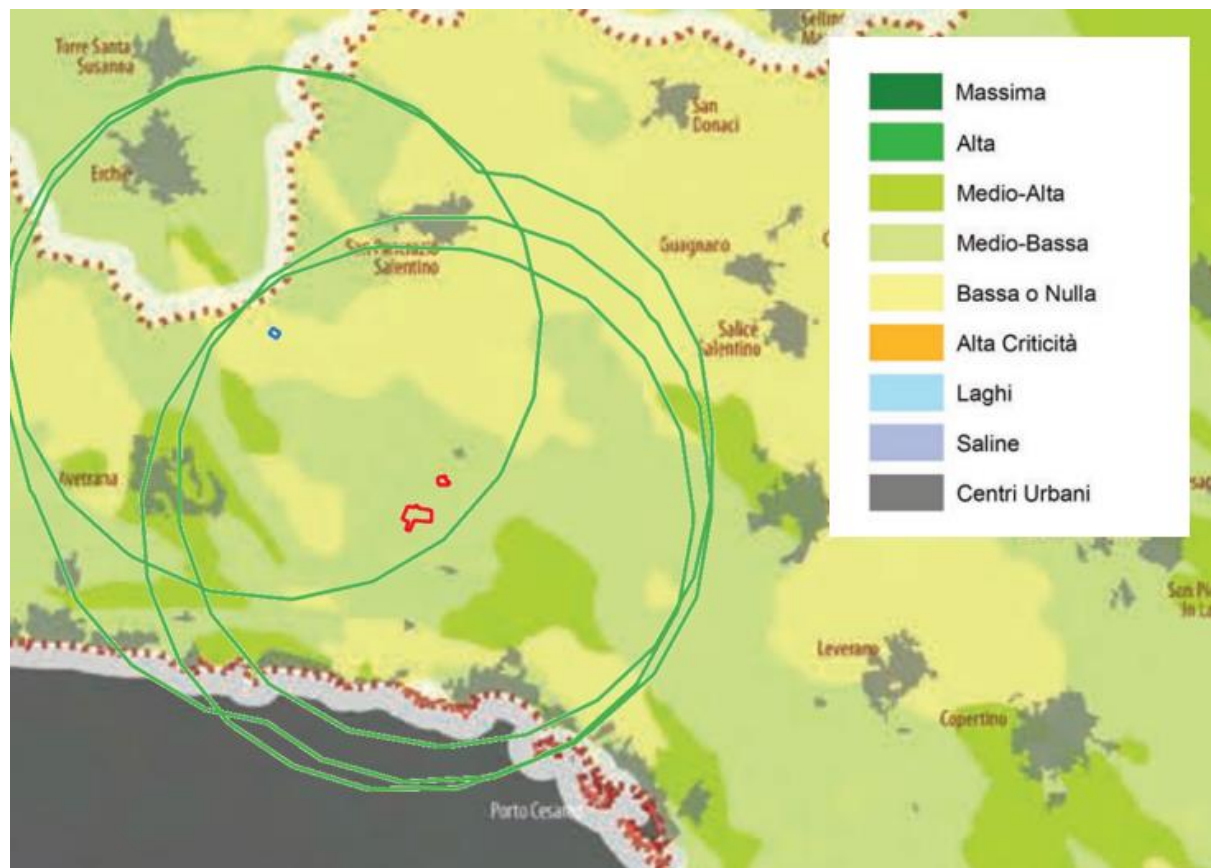 Torre Santa
Susanna
Erchie
San
Donaci
San Pancrazio
Salentino
Guagnano
Salice
Salentino
Avetrana
Leverano
Copertino
Porto Cesareo
Massima
Alta
Medio-Alta
Medio-Bassa
Bassa o Nulla
Alta Criticità
Laghi
Saline
Centri Urbani